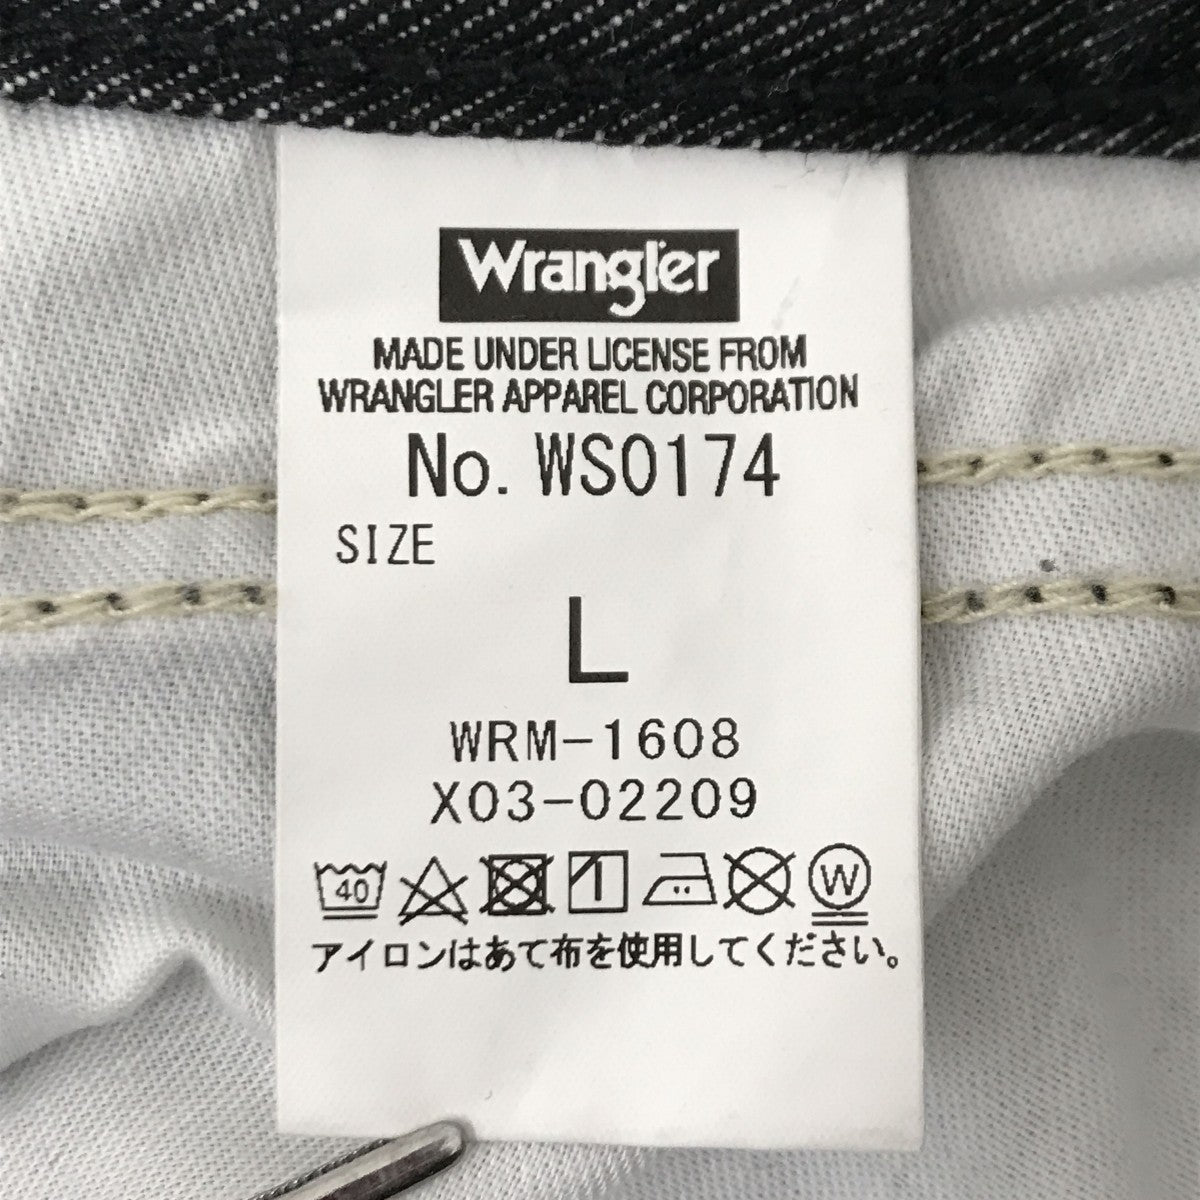 Wrangler
MADE UNDER LICENSE FROM
WRANGLER APPAREL CORPORATION
No. WS0174
SIZE
L
WRM-1608
X03-02209
40 W
アイロンはあて布を使用してください。